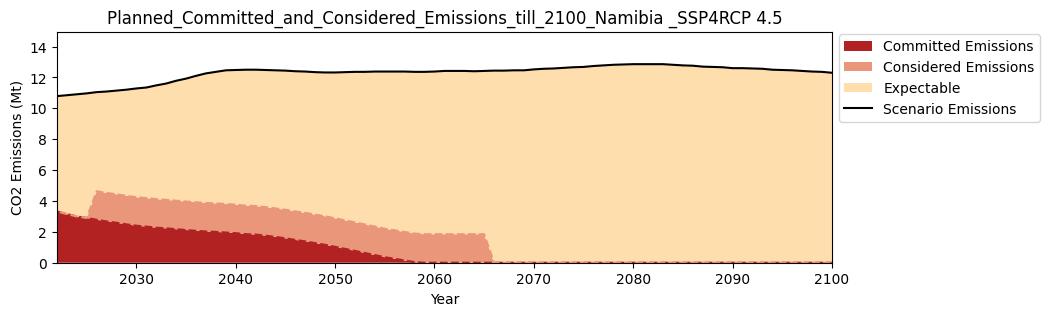 Planned_Committed_and_Considered_Emissions_till_2100_Namibia _SSP4RCP 4.5
14
12
10
8
6
4
2
0
CO2 Emissions (Mt)
2030 2040 2050 2060 2070 2080 2090 2100
Year
Committed Emissions
Considered Emissions
Expectable
Scenario Emissions